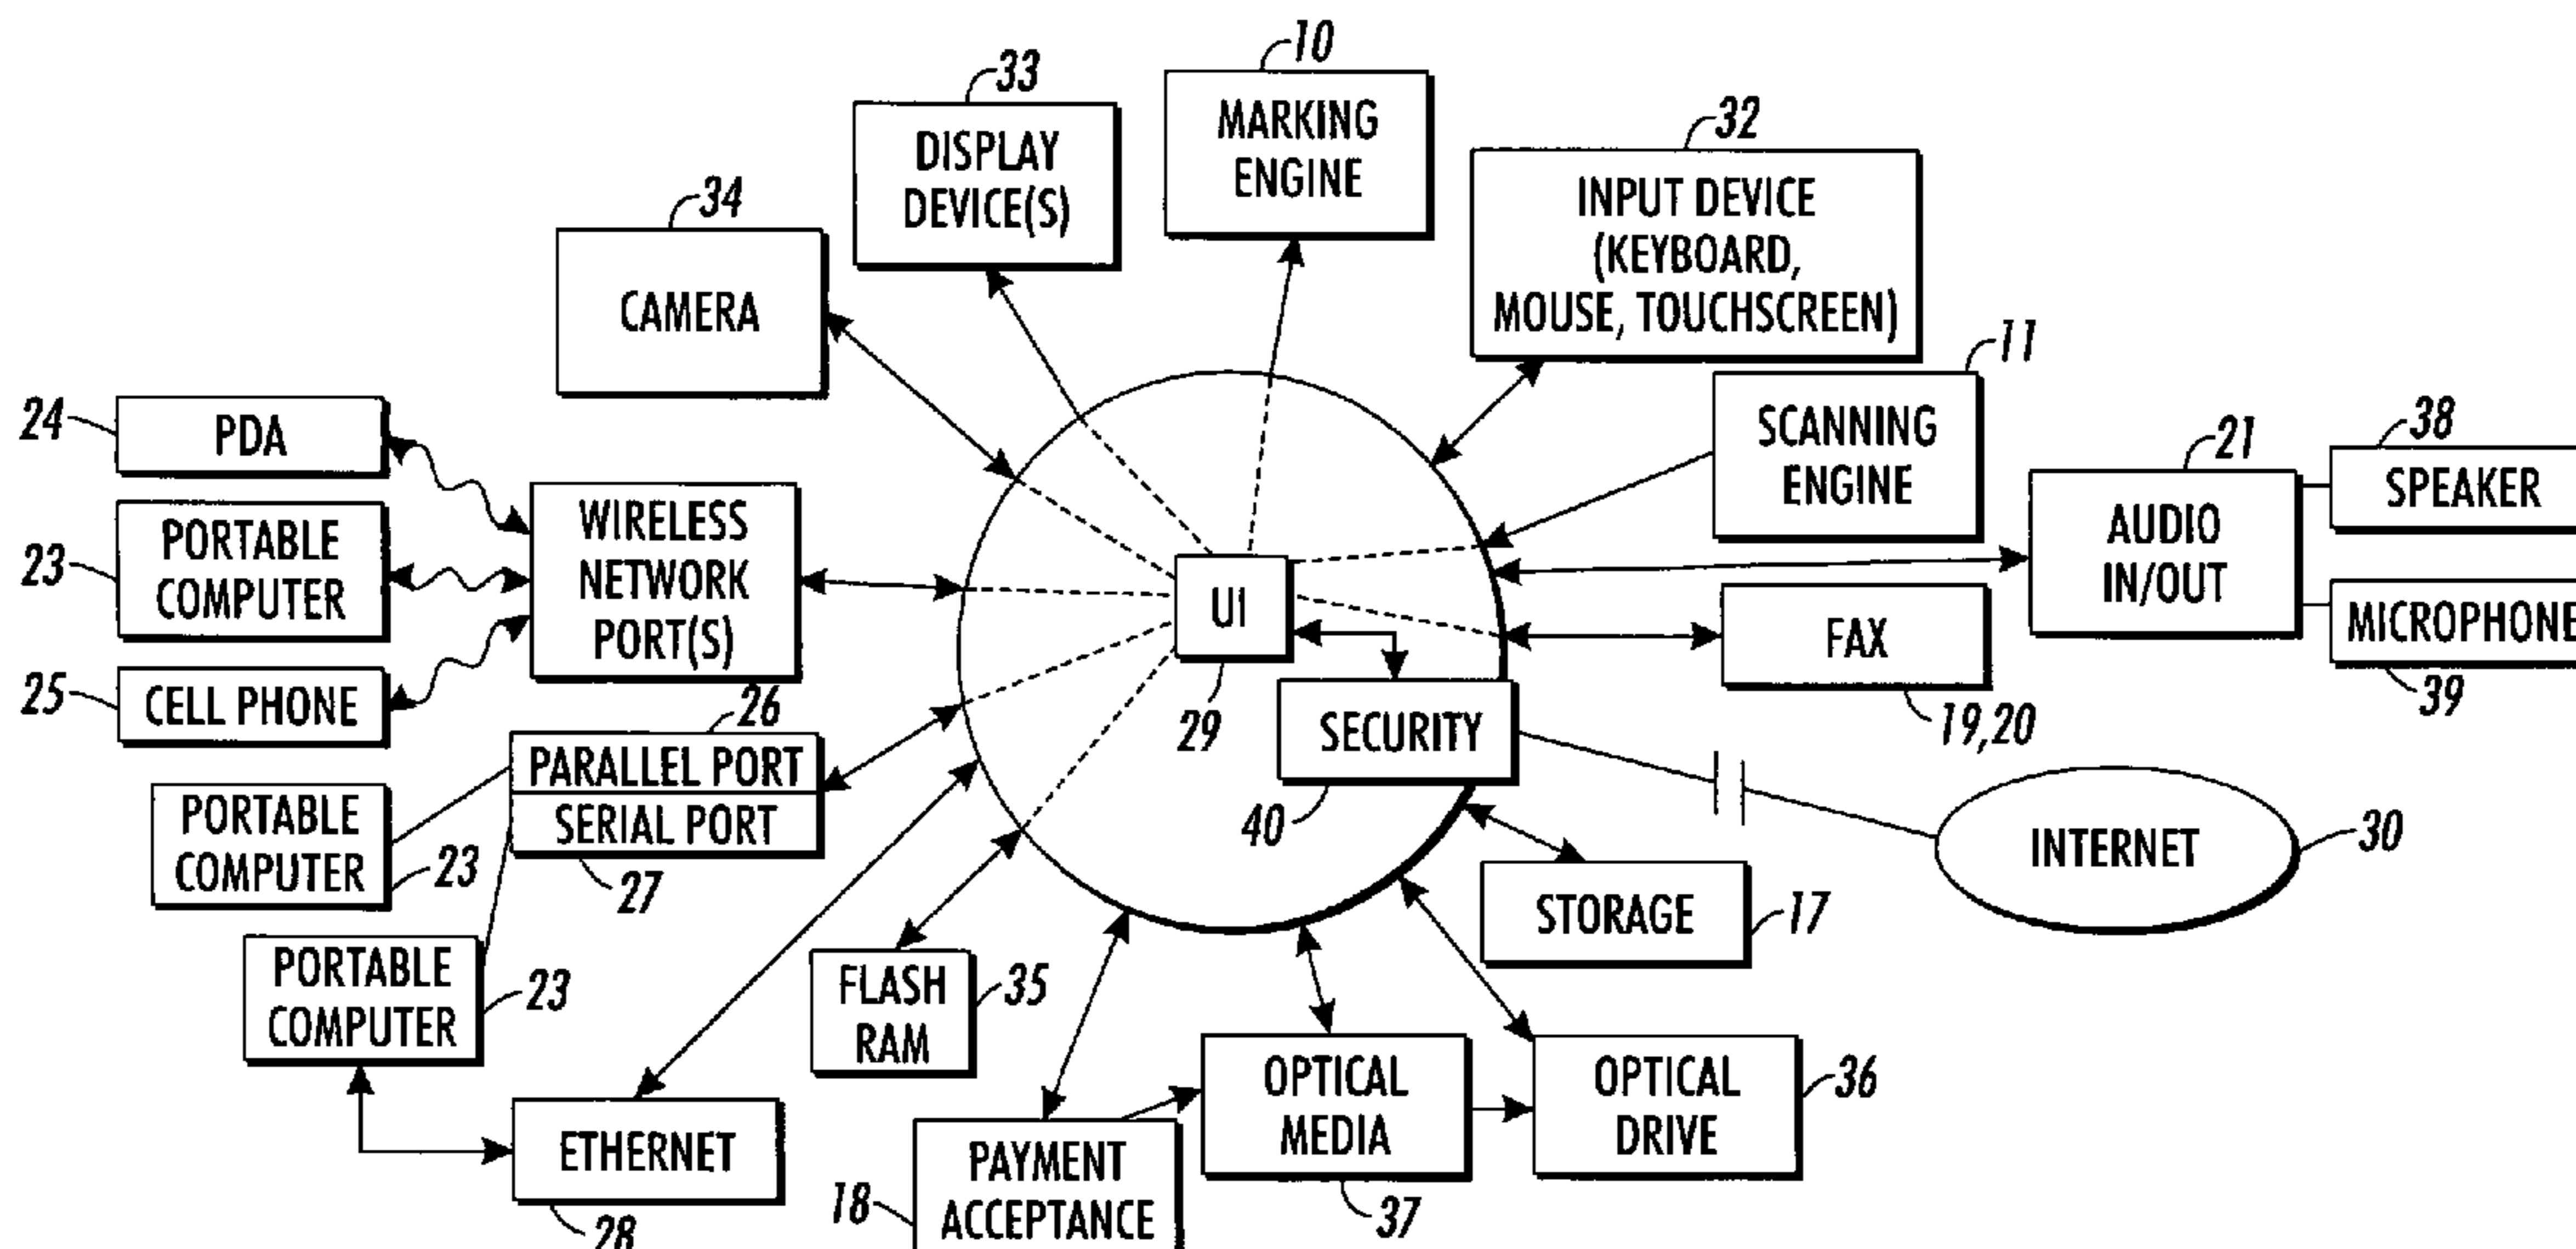 10
33
MARKING
ENGINE
32
DISPLAY
DEVICE(S)
34
INPUT DEVICE
(KEYBOARD,
MOUSE, TOUCHSCREEN)
CAMERA
11
24
PDA
SCANNING
ENGINE
38
21
SPEAKER
WIRELESS
NETWORK
PORT(S)
23
PORTABLE
COMPUTER
AUDIO
IN/OUT
UI
FAX
MICROPHONE
25
CELL PHONE
26
29
SECURITY
19,20
39
PARALLEL PORT
SERIAL PORT
PORTABLE
COMPUTER
23
27
40
INTERNET
30
STORAGE
17
PORTABLE
COMPUTER
23
FLASH
RAM
35
OPTICAL
MEDIA
OPTICAL
DRIVE
36
ETHERNET
28
PAYMENT
ACCEPTANCE
18
37